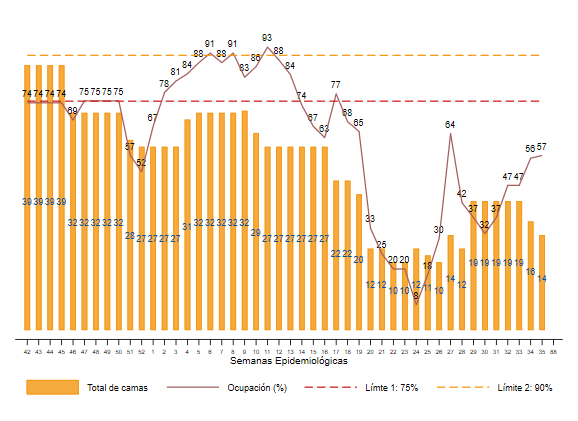 74 74 74 74 69 75 75 75 75 57 52 67 78 81 84 88 91 88 91 83 86 93 88 84 74 67 63 77 68 65 33 25 20 20 8 18 30 64 42 37 32 37 47 47 56 57
39 39 39 39 32 32 32 32 32 28 27 27 27 27 31 32 32 32 32 32 29 27 27 27 27 27 27 22 22 20 12 12 10 10 12 11 10 14 12 19 19 19 19 19 16 14
42 43 44 45 46 47 48 49 50 51 52 1 2 3 4 5 6 7 8 9 10 11 12 13 14 15 16 17 18 19 20 21 22 23 24 25 26 27 28 29 30 31 32 33 34 35 88
Semanas Epidemiológicas
Total de camas Ocupación (%) Límte 1: 75% Límite 2: 90%